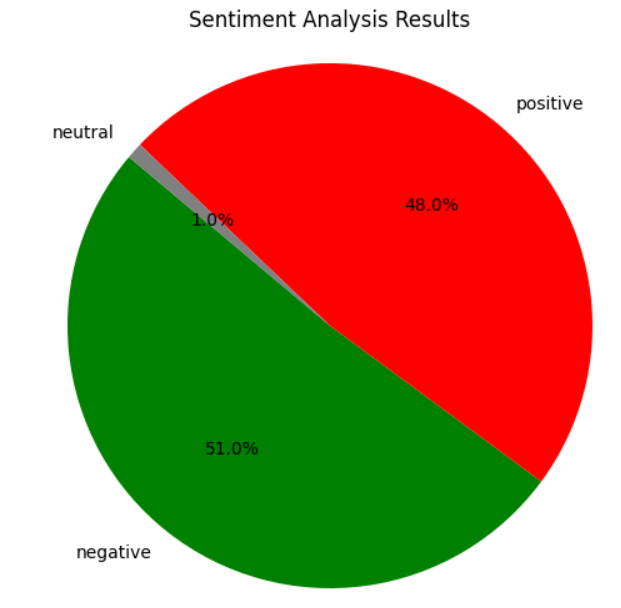 Sentiment Analysis Results
positive
neutral
48.0%
1.0%
51.0%
negative